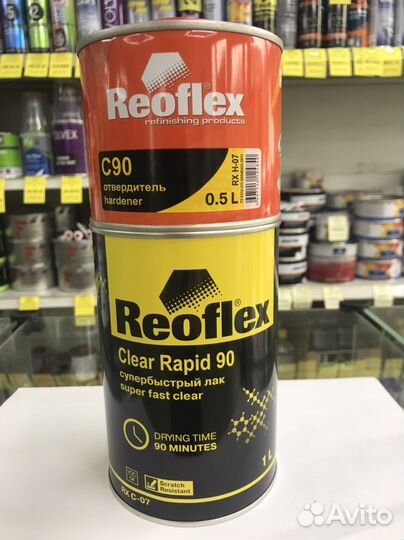 Reoflex
refinishing products
C90
отвердитель
hardener
0.5 L
RX H-07
Reoflex
Clear Rapid 90
супербыстрый лак
super fast clear
DRYING TIME
90 MINUTES
Scratch
Resistant
1 L
RX C-07
Avito